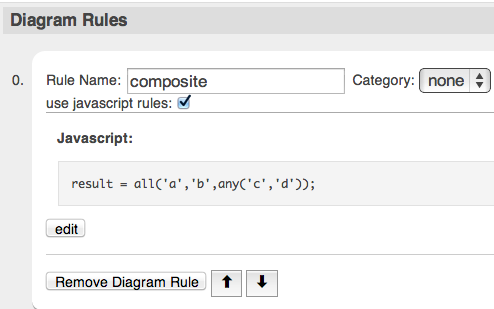 Diagram Rules
0. Rule Name: composite Category: none
use javascript rules:
Javascript:
result = all('a','b',any('c','d'));
edit
Remove Diagram Rule